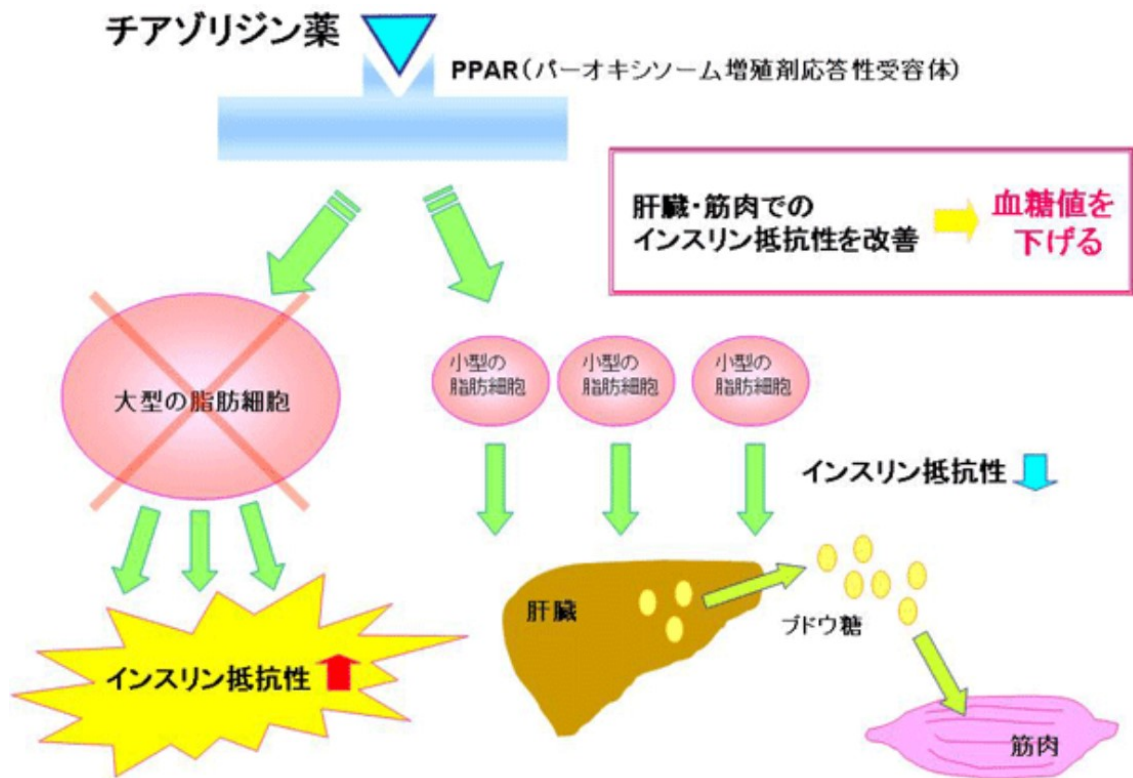 チアゾリジン薬
PPAR(パーオキシソーム増殖剤応答性受容体)
肝臓・筋肉での
インスリン抵抗性を改善
血糖値を
下げる
大型の脂肪細胞
小型の
脂肪細胞
小型の
脂肪細胞
小型の
脂肪細胞
インスリン抵抗性
肝臓
ブドウ糖
インスリン抵抗性
筋肉